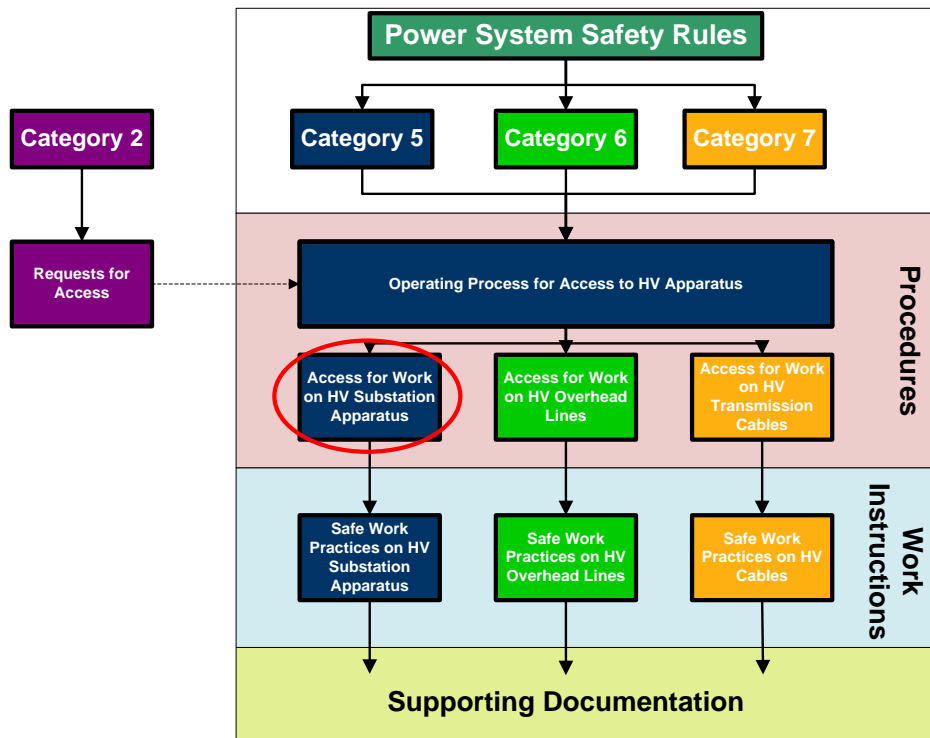 Power System Safety Rules
Category 2
Category 5
Category 6
Category 7
Requests for
Access
Operating Process for Access to HV Apparatus
Procedures
Access for Work
on HV Substation
Apparatus
Access for Work
on HV Overhead
Lines
Access for Work
on HV
Transmission
Cables
Safe Work
Practices on HV
Substation
Apparatus
Safe Work
Practices on HV
Overhead Lines
Safe Work
Practices on HV
Cables
Work
Instructions
Supporting Documentation